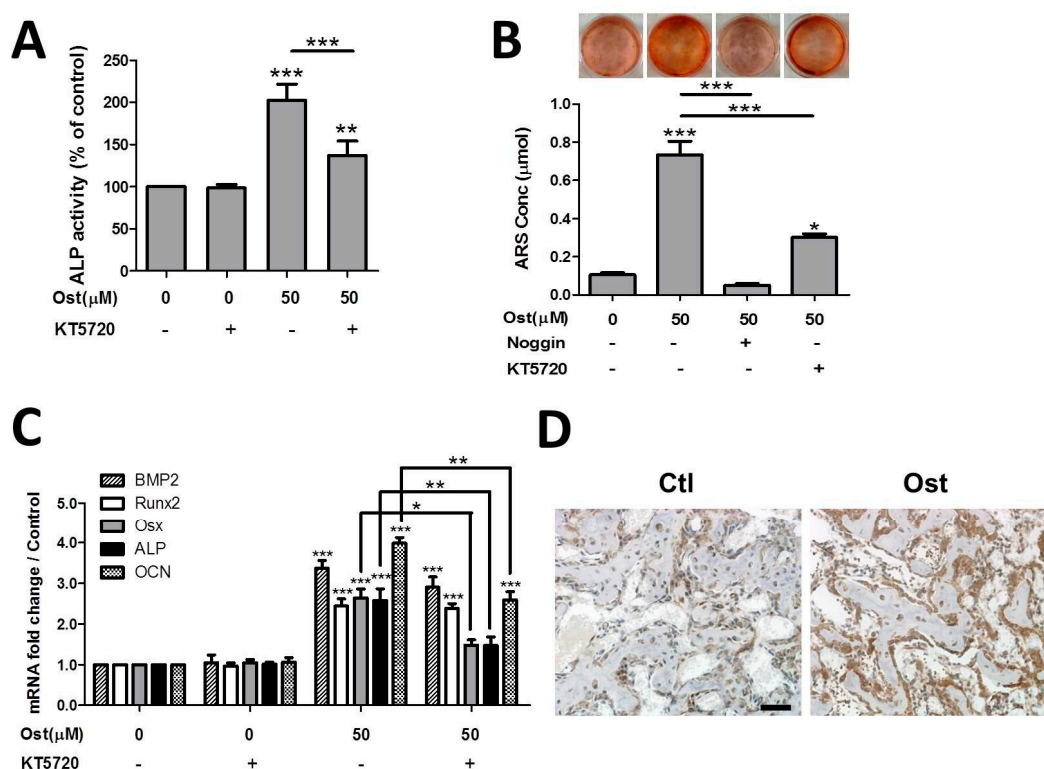 A
ALP activity (% of control)
250
200
150
100
50
0
***
***
**
Ost(μM) 0 0 50 50
KT5720 - + - +
B
ARS Conc (μmol)
1.0
0.8
0.6
0.4
0.2
0.0
***
***
***
*
Ost(μM) 0 50 50 50
Noggin - - + -
KT5720 - - - +
C
BMP2
Runx2
Osx
ALP
OCN
mRNA fold change / Control
5.0
4.0
3.0
2.0
1.0
0.0
**
**
*
*** *** *** *** ***
*** *** ***
Ost(μM) 0 0 50 50
KT5720 - + - +
D
Ctl Ost